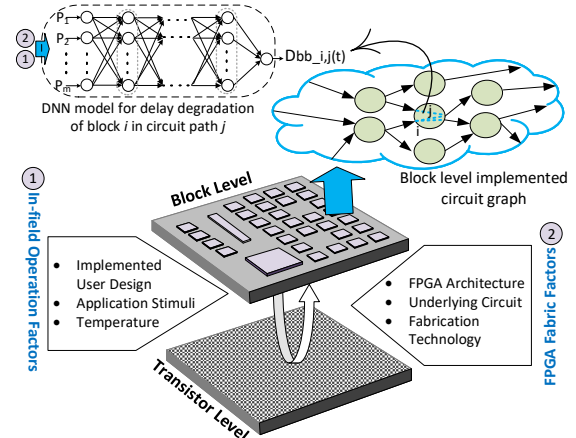 P1
P2
Pm
2
1
Dbb_i,j(t)
DNN model for delay degradation
of block i in circuit path j
j
i
Block level implemented
circuit graph
1
In-field Operation Factors
Implemented
User Design
Application Stimuli
Temperature
Block Level
Transistor Level
2
FPGA Fabric Factors
FPGA Architecture
Underlying Circuit
Fabrication
Technology